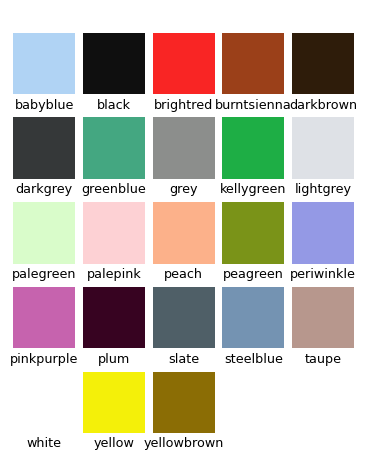 babyblue black brightred burntsienna darkbrown
darkgrey greenblue grey kellygreen lightgrey
palegreen palepink peach peagreen periwinkle
pinkpurple plum slate steelblue taupe
white yellow yellowbrown